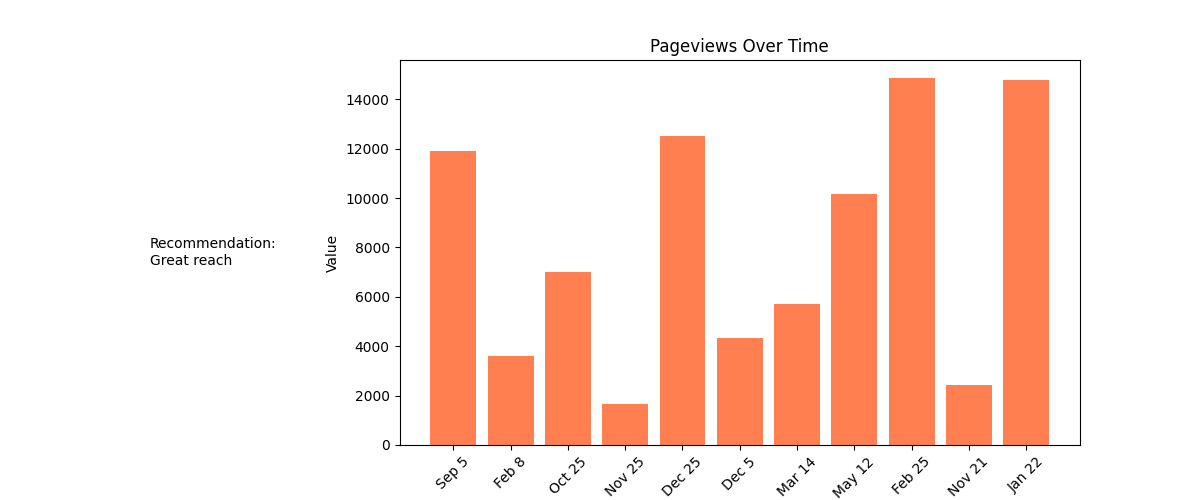 Pageviews Over Time
Recommendation:
Great reach
Value
14000
12000
10000
8000
6000
4000
2000
0
Sep 5
Feb 8
Oct 25
Nov 25
Dec 25
Dec 5
Mar 14
May 12
Feb 25
Nov 21
Jan 22